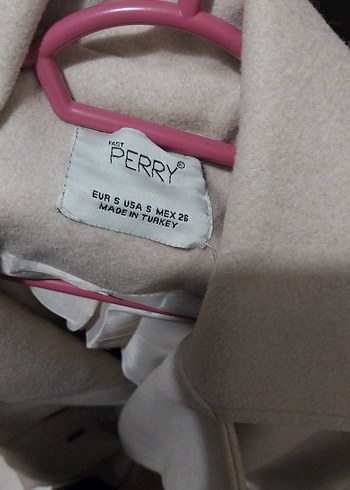 FAST
PERRY©
EUR S USA S MEX 26
MADE IN TURKEY